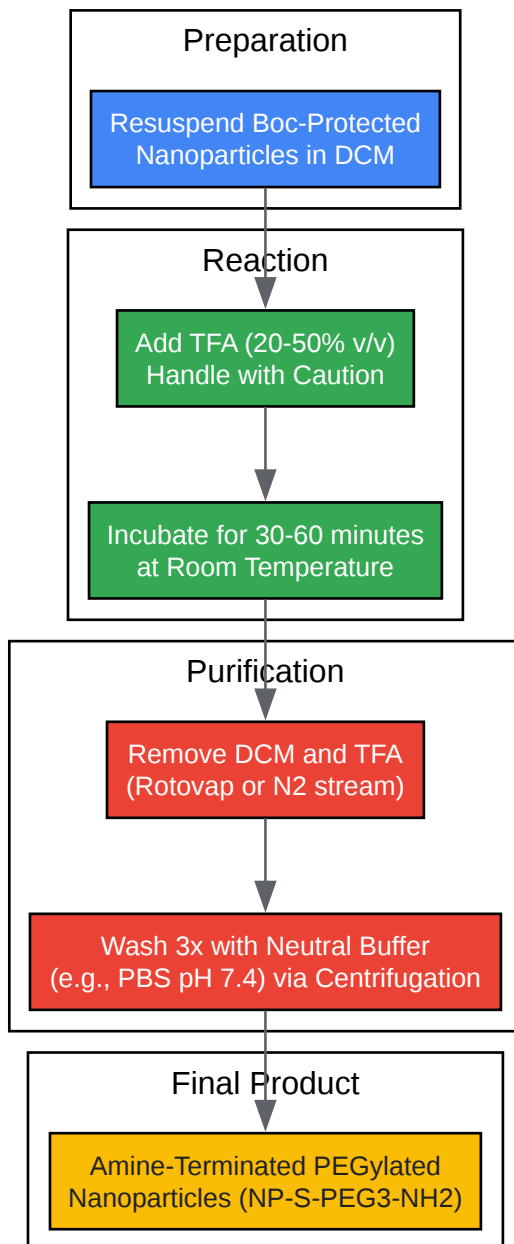 Preparation
Resuspend Boc-Protected
Nanoparticles in DCM
Reaction
Add TFA (20-50% v/v)
Handle with Caution
Incubate for 30-60 minutes
at Room Temperature
Purification
Remove DCM and TFA
(Rotovap or N2 stream)
Wash 3x with Neutral Buffer
(e.g., PBS pH 7.4) via Centrifugation
Final Product
Amine-Terminated PEGylated
Nanoparticles (NP-S-PEG3-NH2)